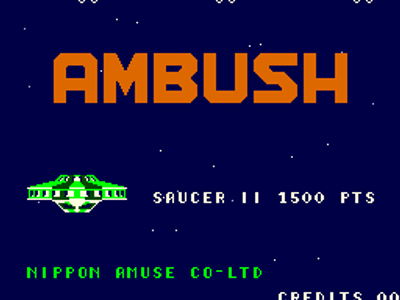 AMBUSH
SAUCER II 1500 PTS
NIPPON AMUSE CO-LTD
CREDITS 00